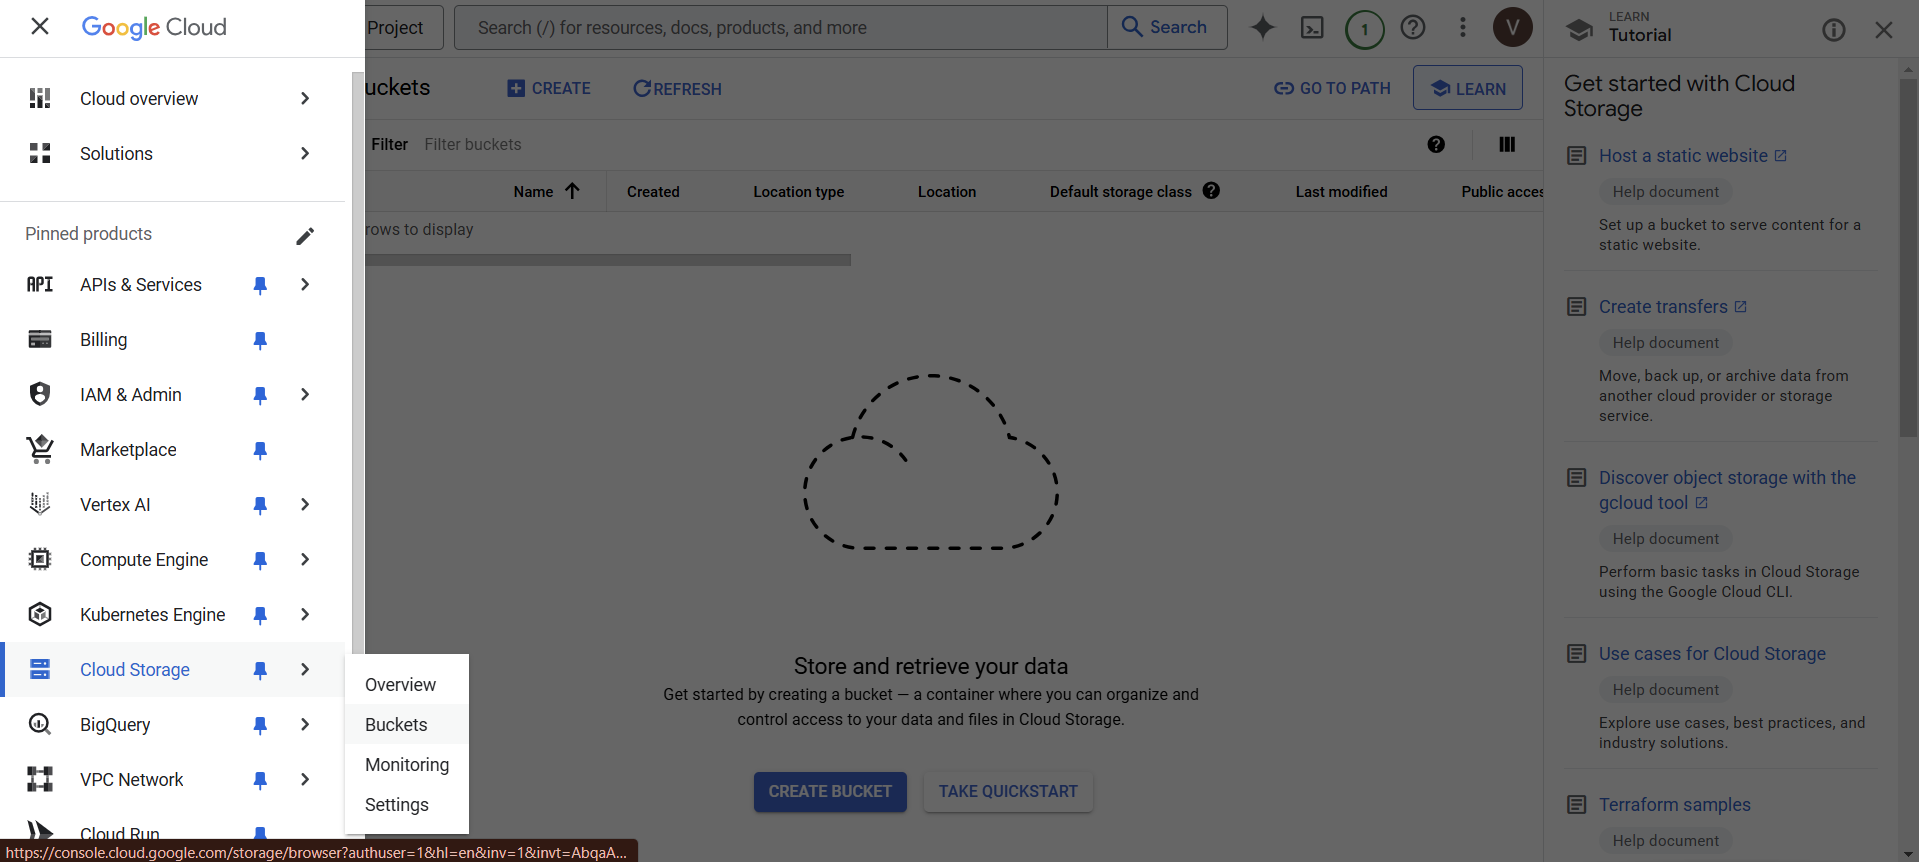 Google Cloud
Cloud overview
Solutions
Pinned products
API APIs & Services
Billing
IAM & Admin
Marketplace
Vertex AI
Compute Engine
Kubernetes Engine
Cloud Storage
BigQuery
VPC Network
Cloud Run
Overview
Buckets
Monitoring
Settings
https://console.cloud.google.com/storage/browser?authuser=1&hl=en&inv=1&invt=AbqaA...
Project
Search (/) for resources, docs, products, and more
Search
1
V
uckets
CREATE
REFRESH
GO TO PATH
LEARN
Filter Filter buckets
Name
Created
Location type
Location
Default storage class
Last modified
Public acces
rows to display
Store and retrieve your data
Get started by creating a bucket — a container where you can organize and
control access to your data and files in Cloud Storage.
CREATE BUCKET
TAKE QUICKSTART
LEARN
Tutorial
Get started with Cloud
Storage
Host a static website
Help document
Set up a bucket to serve content for a
static website.
Create transfers
Help document
Move, back up, or archive data from
another cloud provider or storage
service.
Discover object storage with the
gcloud tool
Help document
Perform basic tasks in Cloud Storage
using the Google Cloud CLI.
Use cases for Cloud Storage
Help document
Explore use cases, best practices, and
industry solutions.
Terraform samples
Help document